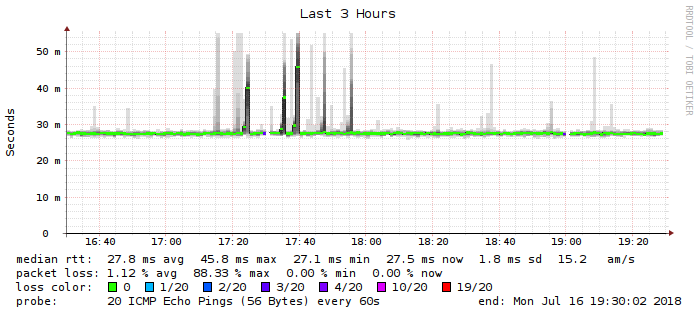 Last 3 Hours
RRDTOOL / TOBI OETIKER
Seconds
50 m
40 m
30 m
20 m
10 m
0
16:40 17:00 17:20 17:40 18:00 18:20 18:40 19:00 19:20
median rtt: 27.8 ms avg 45.8 ms max 27.1 ms min 27.5 ms now 1.8 ms sd 15.2 am/s
packet loss: 1.12 % avg 88.33 % max 0.00 % min 0.00 % now
loss color: 0 1/20 2/20 3/20 4/20 10/20 19/20
probe: 20 ICMP Echo Pings (56 Bytes) every 60s end: Mon Jul 16 19:30:02 2018